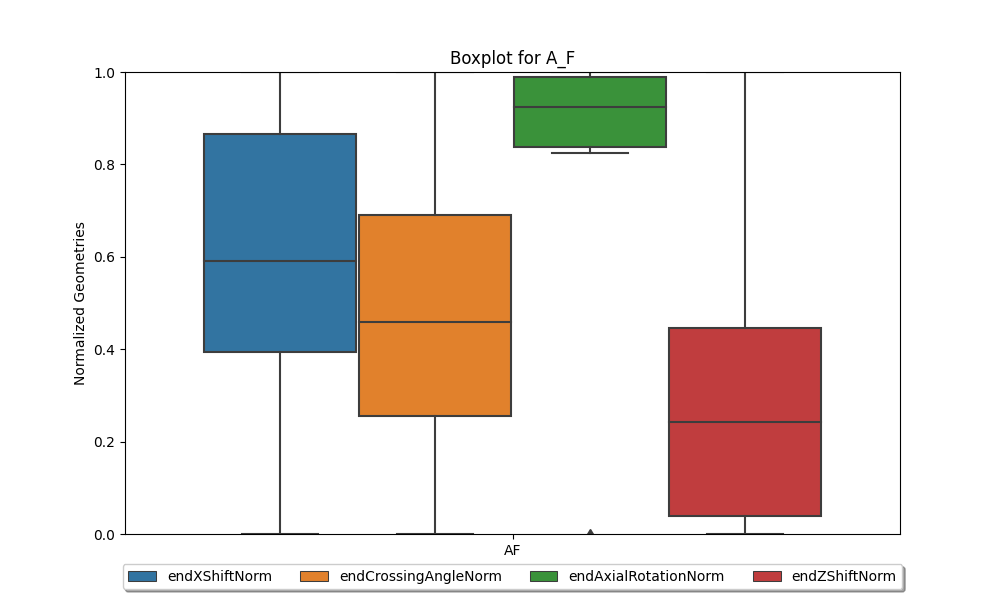 Boxplot for A_F
Normalized Geometries
1.0
0.8
0.6
0.4
0.2
0.0
AF
endXShiftNorm endCrossingAngleNorm endAxialRotationNorm endZShiftNorm